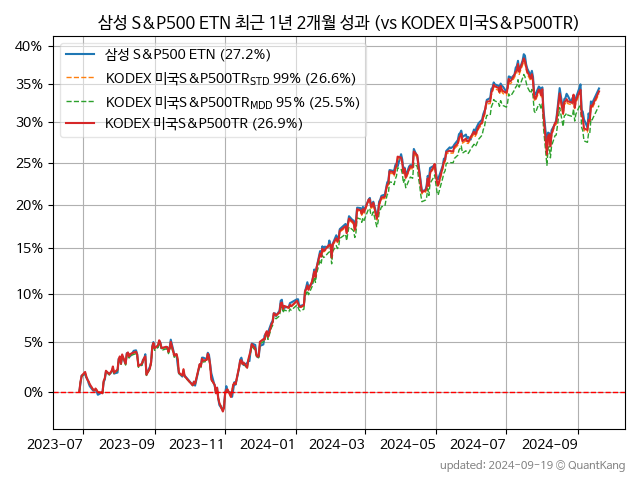 삼성 S&P500 ETN 최근 1년 2개월 성과 (vs KODEX 미국S&P500TR)
40%
35%
30%
25%
20%
15%
10%
5%
0%
삼성 S&P500 ETN (27.2%)
KODEX 미국S&P500TR_STD 99% (26.6%)
KODEX 미국S&P500TR_MDD 95% (25.5%)
KODEX 미국S&P500TR (26.9%)
2023-07 2023-09 2023-11 2024-01 2024-03 2024-05 2024-07 2024-09
updated: 2024-09-19 @ QuantKang